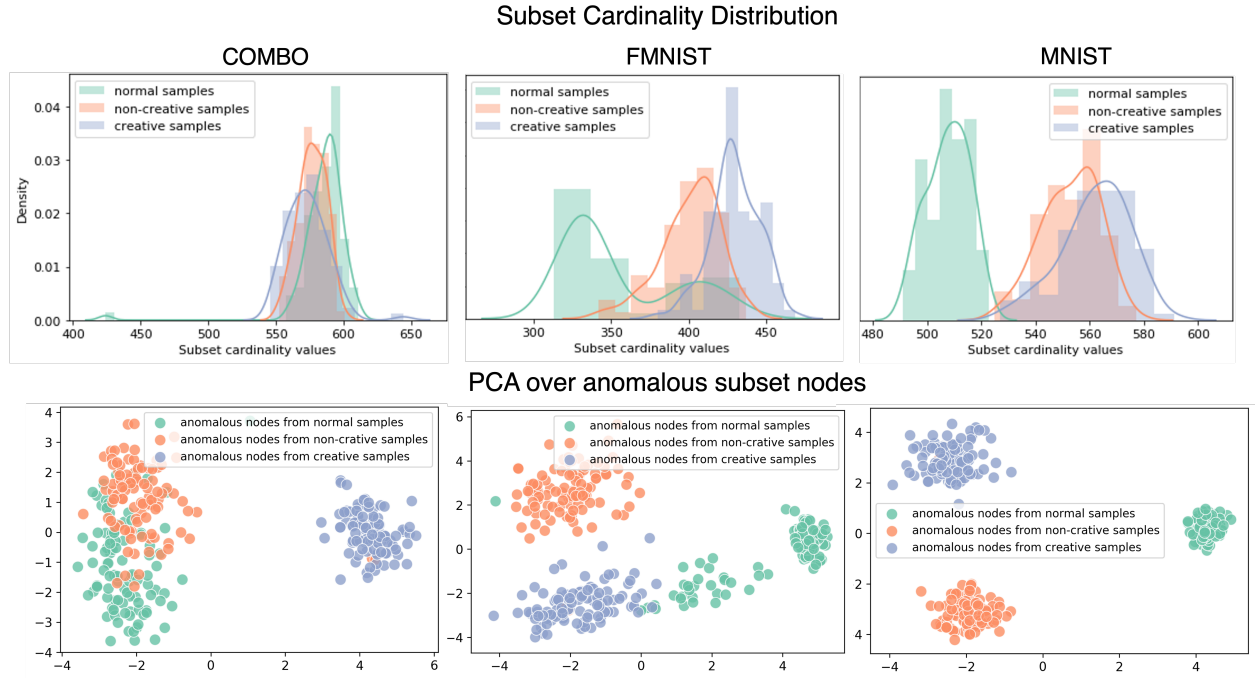 Subset Cardinality Distribution
COMBO
FMNIST
MNIST
normal samples
non-creative samples
creative samples
normal samples
non-creative samples
creative samples
normal samples
non-creative samples
creative samples
Density
0.04
0.03
0.02
0.01
0.00
400 450 500 550 600 650
300 350 400 450
480 500 520 540 560 580 600
Subset cardinality values
Subset cardinality values
Subset cardinality values
PCA over anomalous subset nodes
anomalous nodes from normal samples
anomalous nodes from non-crative samples
anomalous nodes from creative samples
4
3
2
1
0
−1
−2
−3
−4
−4 −2 0 2 4 6
anomalous nodes from normal samples
anomalous nodes from non-crative samples
anomalous nodes from creative samples
6
4
2
0
−2
−4
−4 −2 0 2 4
anomalous nodes from normal samples
anomalous nodes from non-crative samples
anomalous nodes from creative samples
4
2
0
2
4
−4 −2 0 2 4